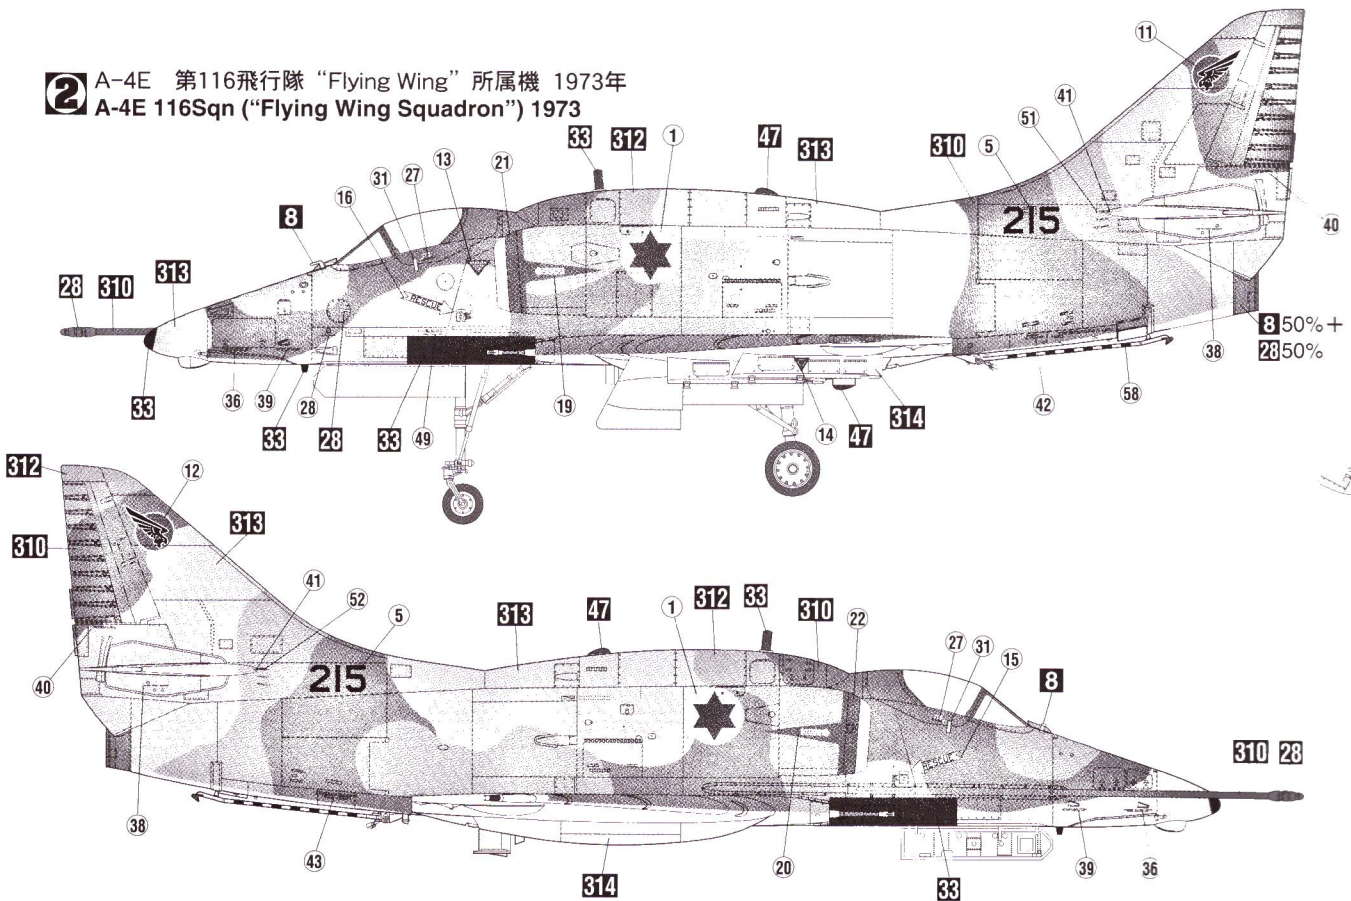 2 A-4E 第116飛行隊 “Flying Wing” 所属機 1973年
A-4E 116Sqn (“Flying Wing Squadron”) 1973
11
33 312 1 47 313 310 5 51 41
16 31 27 13 21
8
215
40
28 310 313
RESCUE
8 50%+
28 50%
33 36 39 33 28 28 33 49 19 14 47 314 42 58 38
312 12
313
310
41 52 5 313 47 1 312 33 310 22 27 31 15 8
215
40
RESCUE
310 28
38 43 314 20 33 39 36